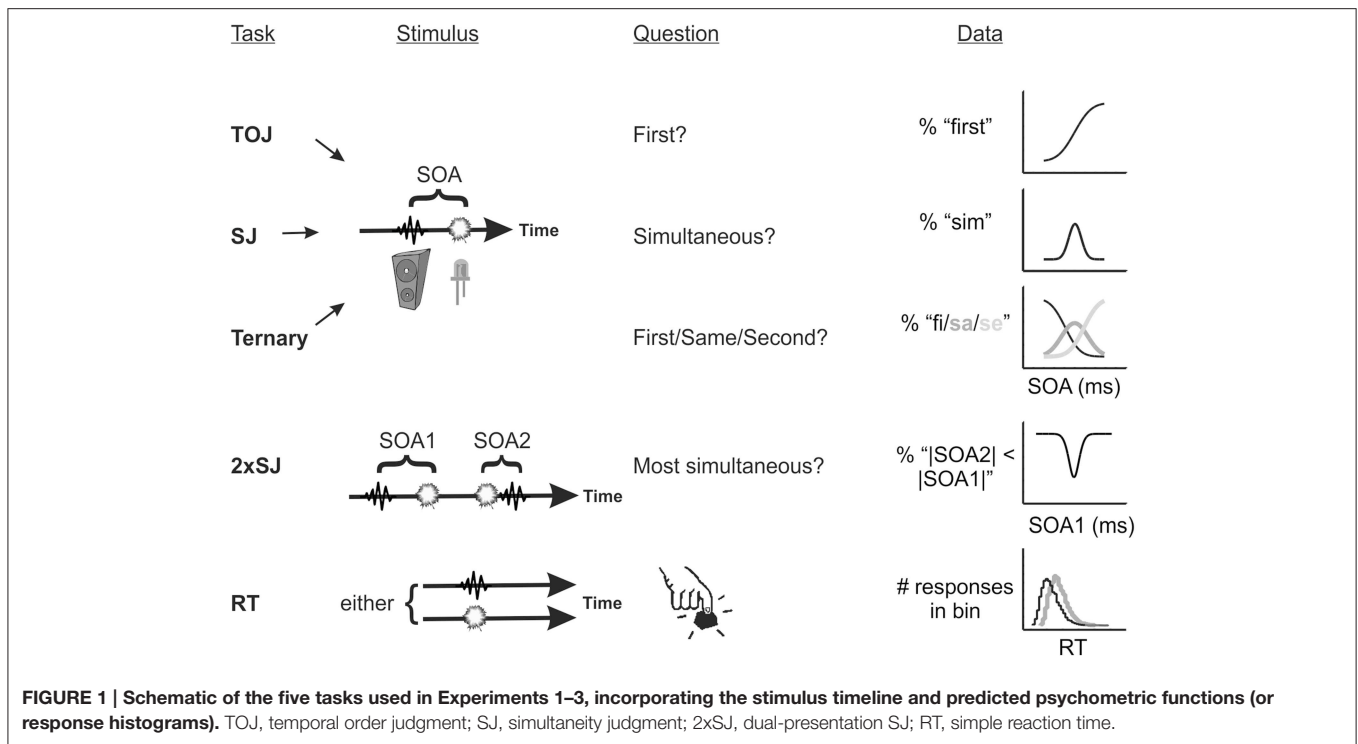 Task Stimulus Question Data
TOJ
First?
% “first”
SOA
Time
SJ
Simultaneous?
% “sim”
Ternary
First/Same/Second?
% “fi/sa/se”
SOA (ms)
2xSJ
SOA1 SOA2
Time
Most simultaneous?
% “|SOA2| <
|SOA1|”
SOA1 (ms)
RT
either
Time
# responses
in bin
RT
FIGURE 1 | Schematic of the five tasks used in Experiments 1–3, incorporating the stimulus timeline and predicted psychometric functions (or
response histograms). TOJ, temporal order judgment; SJ, simultaneity judgment; 2xSJ, dual-presentation SJ; RT, simple reaction time.